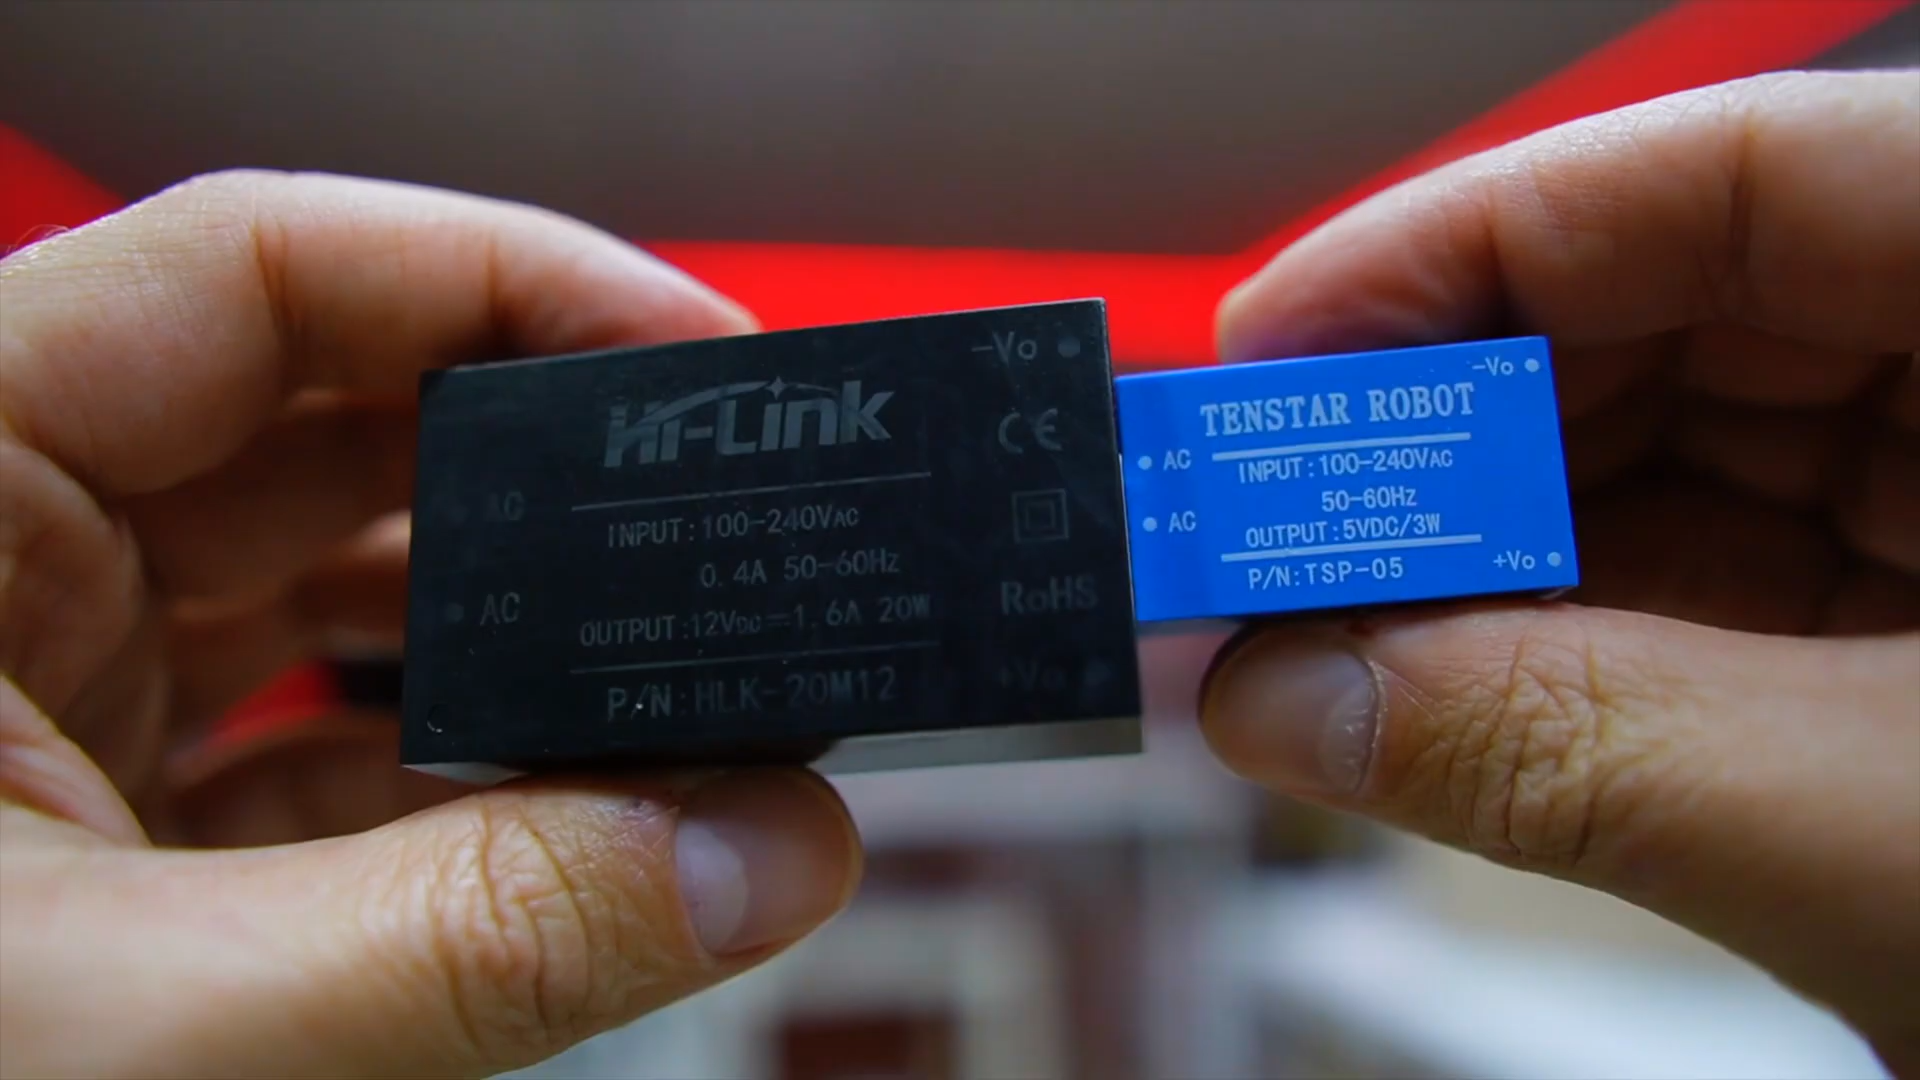 -Vo
Hi-Link
CE
AC
INPUT:100-240VAC
0.4A 50-60Hz
AC
OUTPUT:12VDC=1.6A 20W
RoHS
+Vo
P/N:HLK-20M12
-Vo
TENSTAR ROBOT
AC
INPUT:100-240VAC
50-60Hz
AC
OUTPUT:5VDC/3W
+Vo
P/N:TSP-05